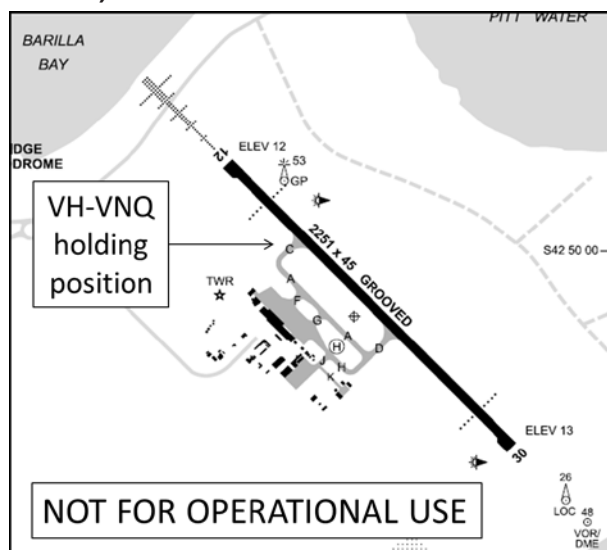 BARILLA
BAY
PITT WATER
DGE
DROME
12
ELEV 12
53
GP
VH-VNQ
holding
position
2251 x 45 GROOVED
S42 50 00
C
TWR
A
F
G
A
H
D
J
H
K
ELEV 13
30
26
LOC
48
VOR/
DME
NOT FOR OPERATIONAL USE